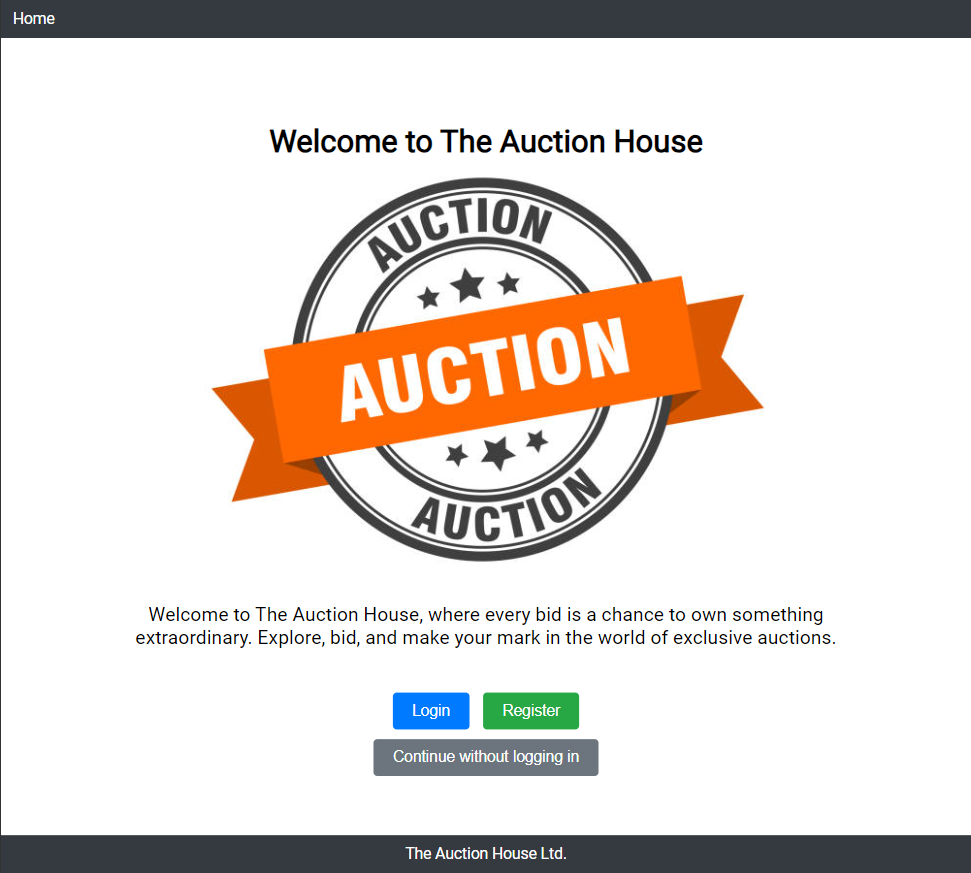 Home
Welcome to The Auction House
AUCTION
AUCTION
AUCTION
Welcome to The Auction House, where every bid is a chance to own something
extraordinary. Explore, bid, and make your mark in the world of exclusive auctions.
Login
Register
Continue without logging in
The Auction House Ltd.